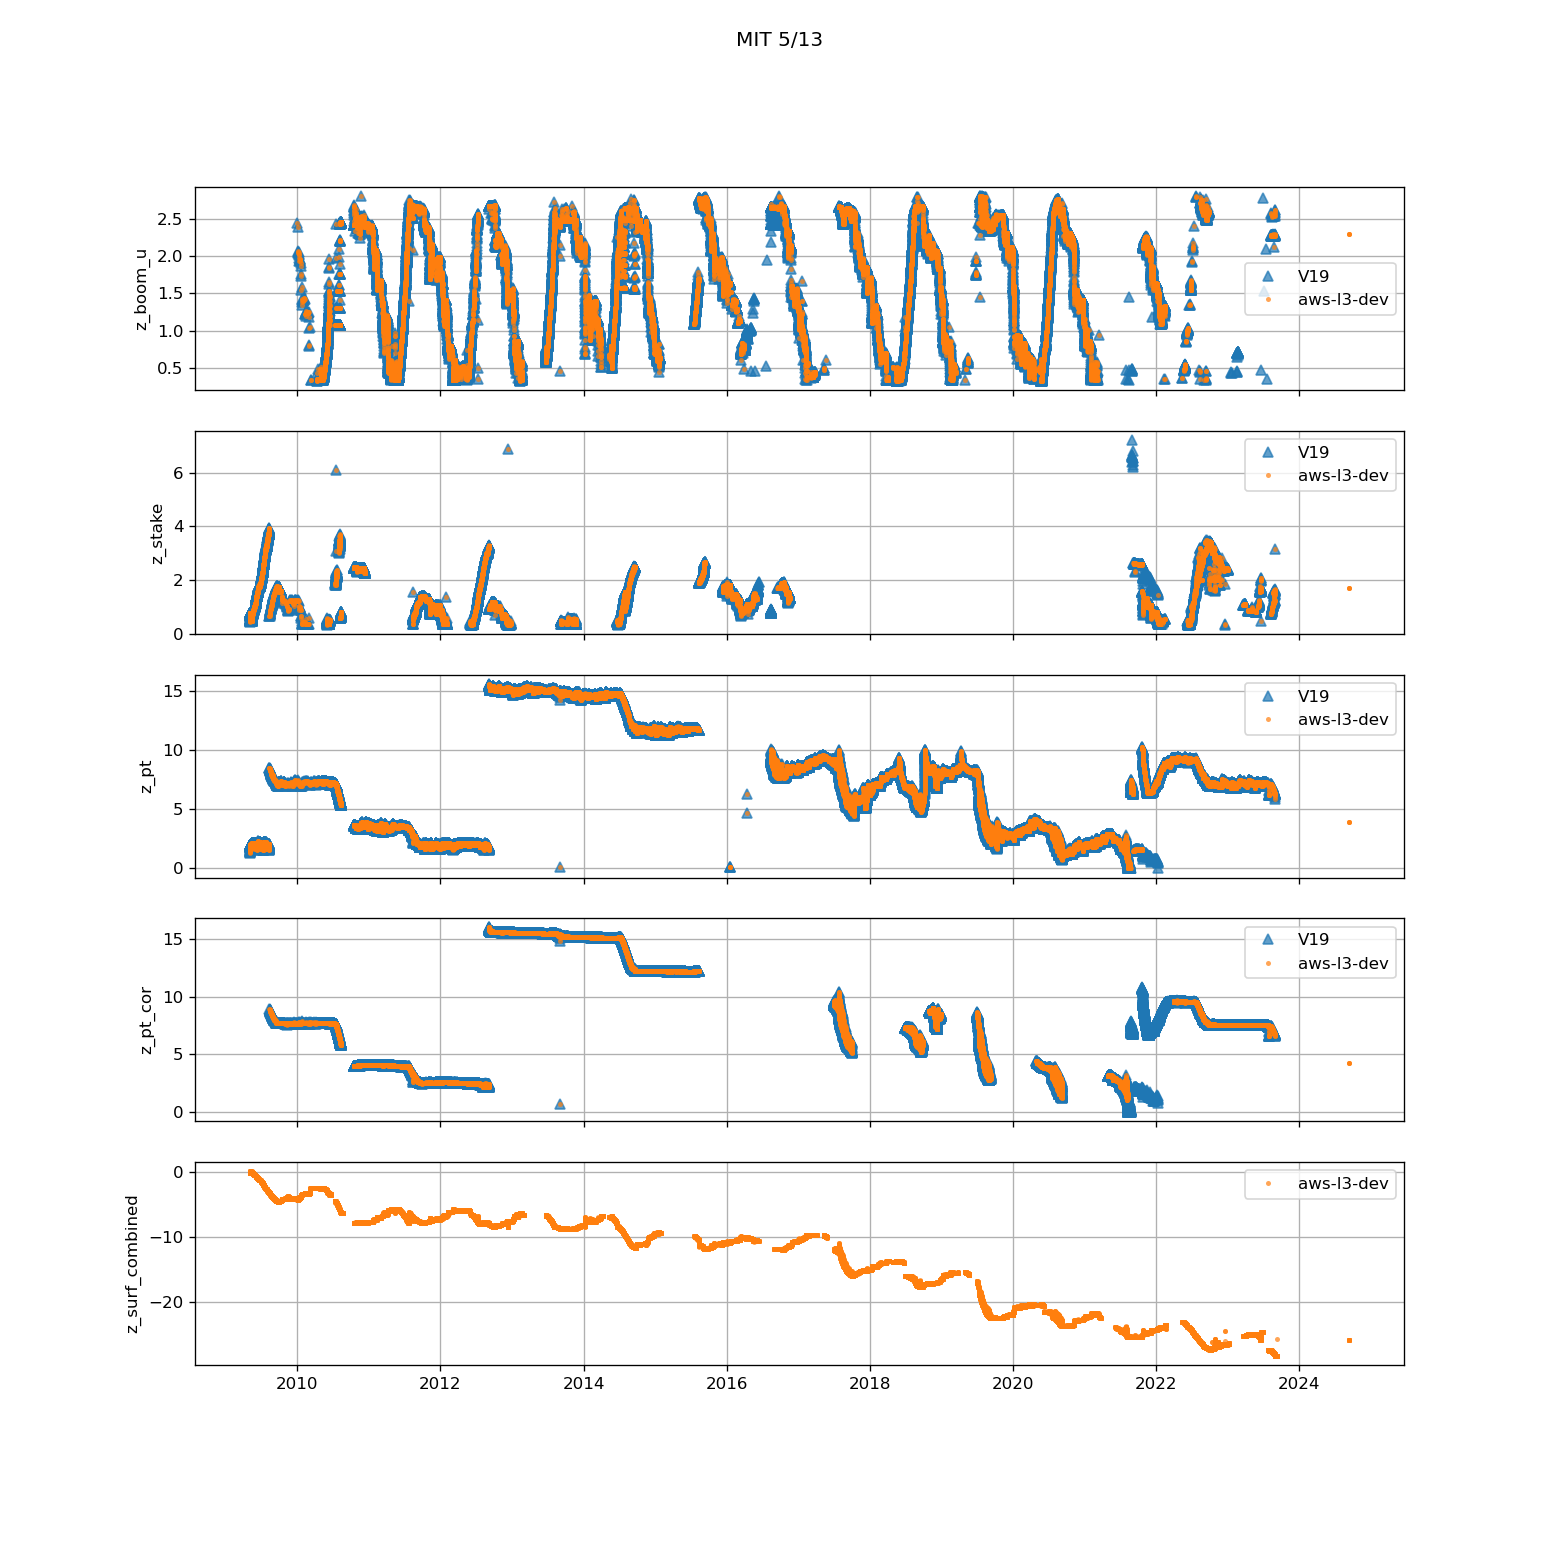 MIT 5/13
z_boom_u
2.5
2.0
1.5
1.0
0.5
V19
aws-l3-dev
z_stake
6
4
2
0
V19
aws-l3-dev
z_pt
15
10
5
0
V19
aws-l3-dev
z_pt_cor
15
10
5
0
V19
aws-l3-dev
z_surf_combined
0
−10
−20
aws-l3-dev
2010 2012 2014 2016 2018 2020 2022 2024